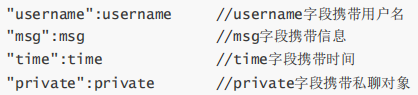 "username":username //username字段携带用户名
"msg":msg //msg字段携带信息
"time":time //time字段携带时间
"private":private //private字段携带私聊对象